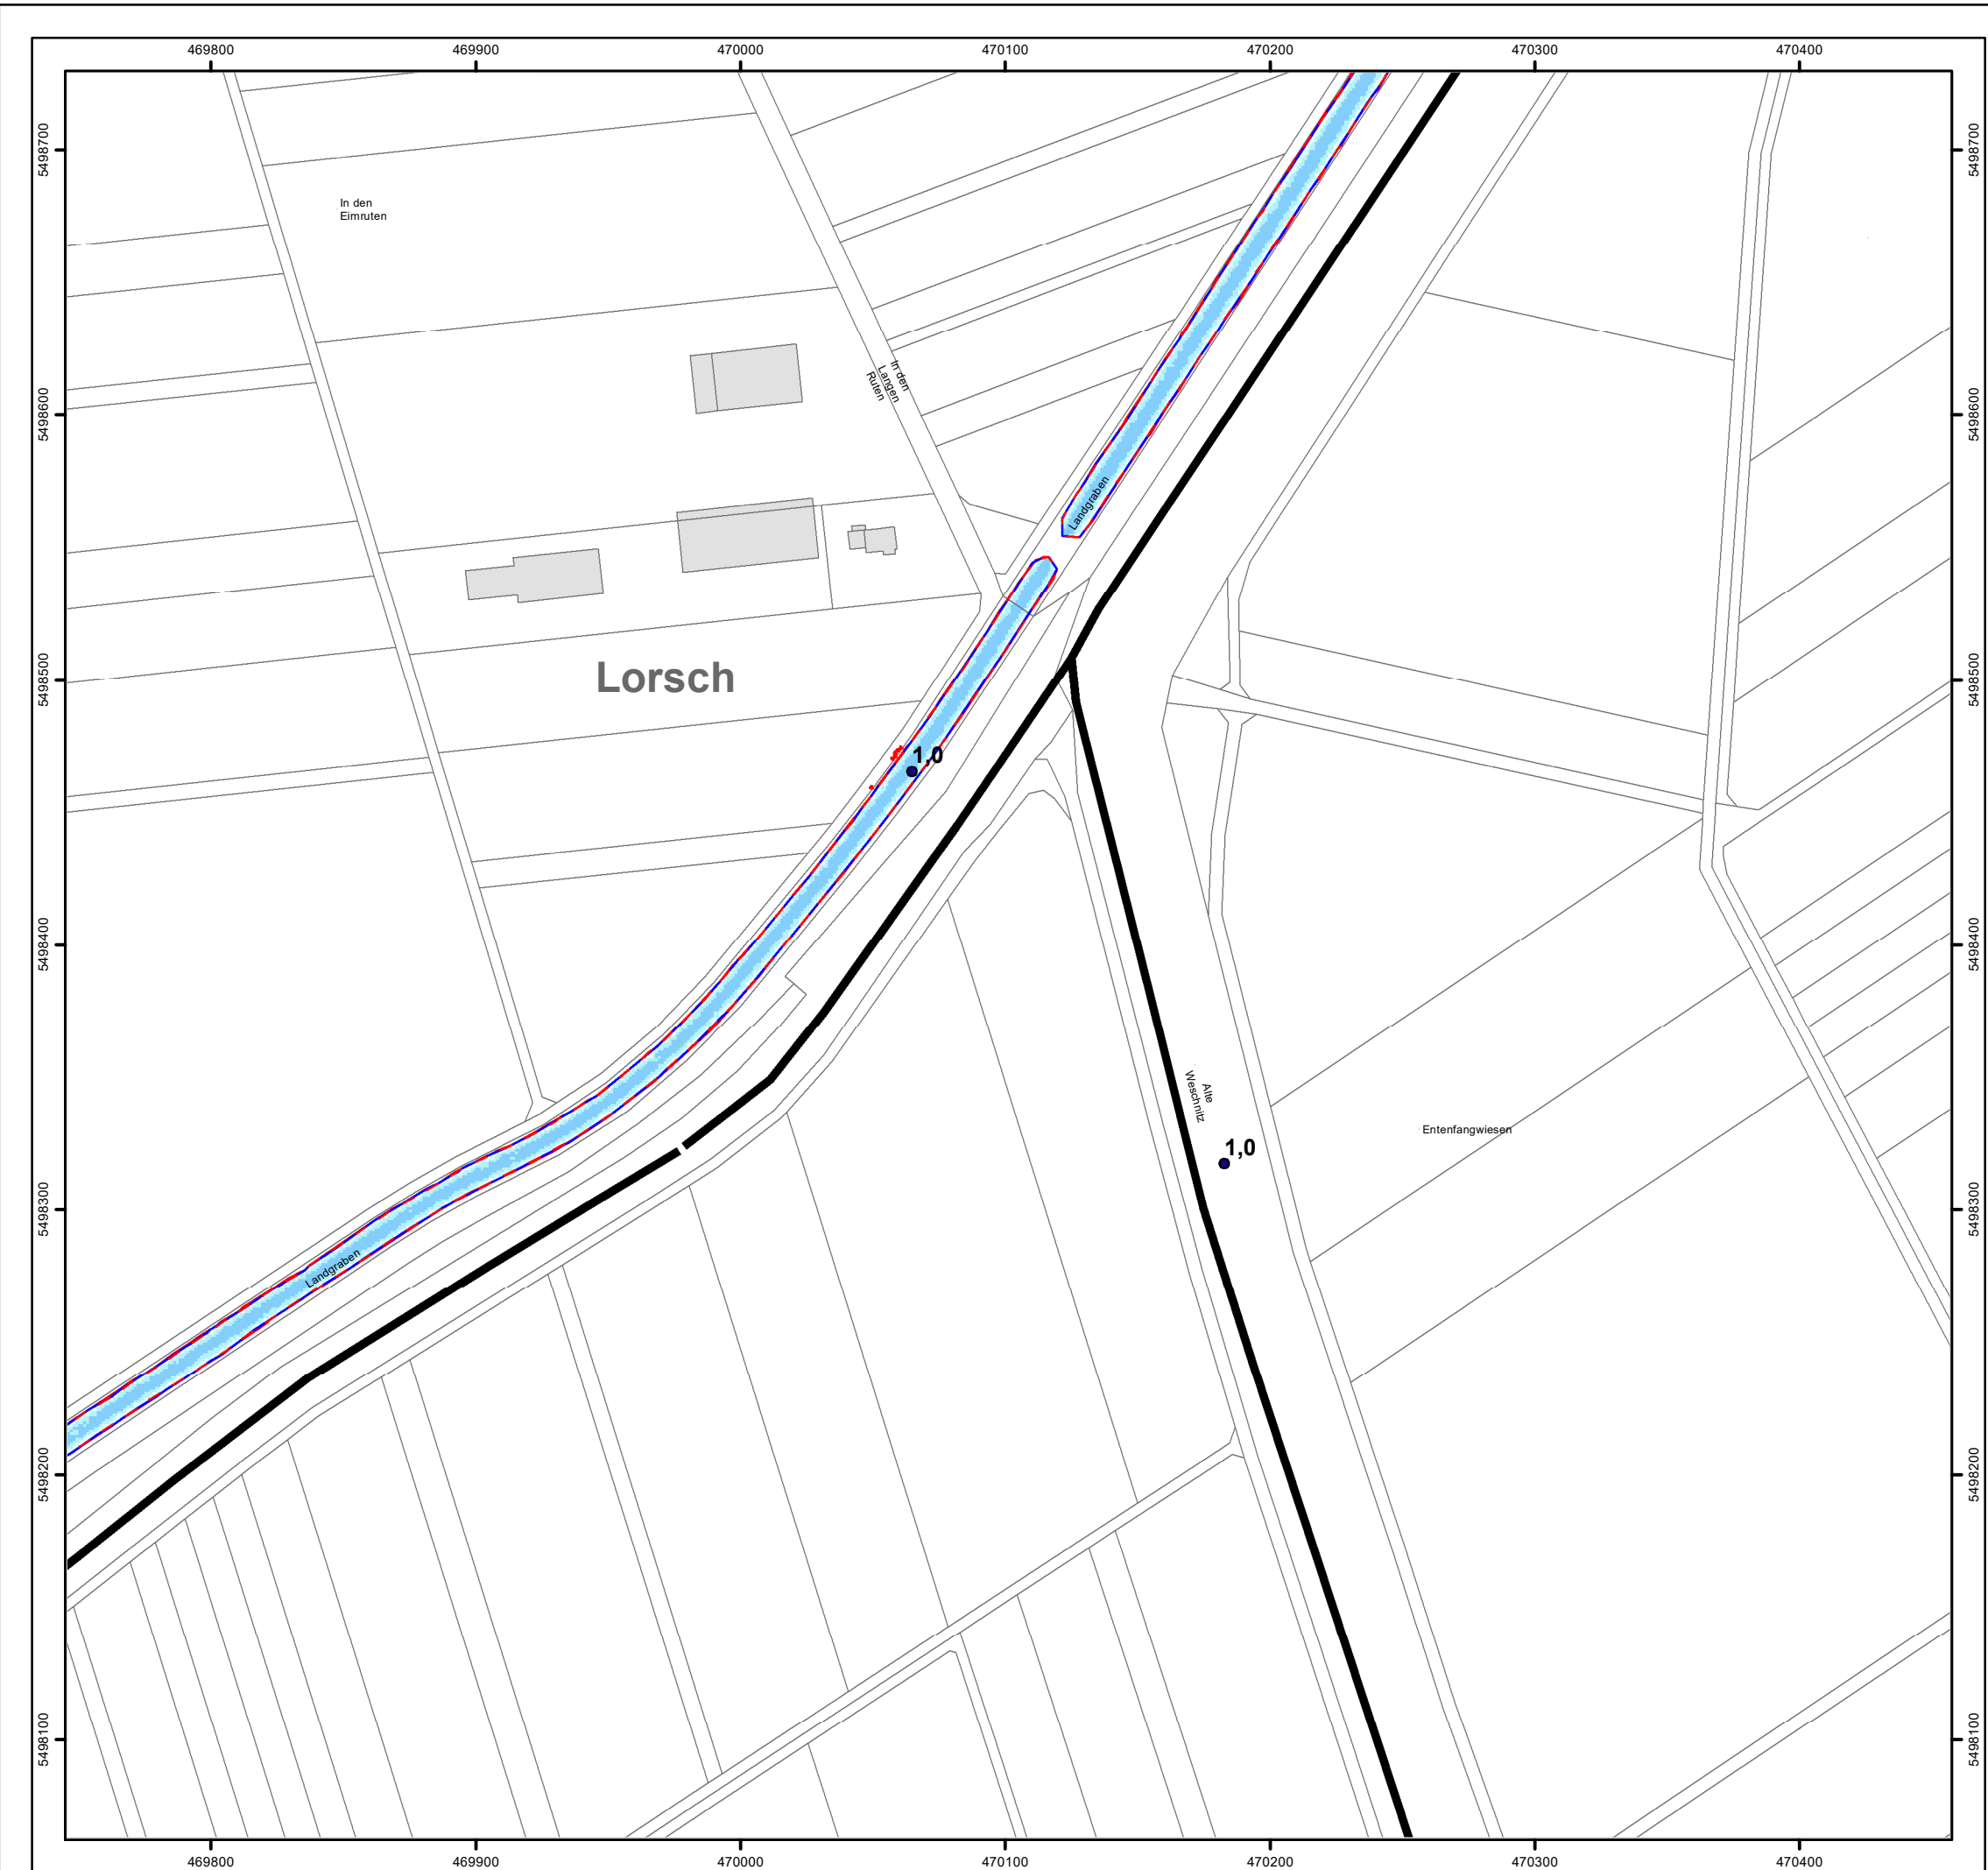 469800 469900 470000 470100 470200 470300 470400
5498700 5498700
In den
Eimruten
In den
Langen
Ruten
5498600 5498600
Landgraben
Lorsch
5498500 5498500
1,0
5498400 5498400
Alte
Weschnitz
Entenfangwiesen
1,0
5498300 5498300
Landgraben
5498200 5498200
5498100 5498100
469800 469900 470000 470100 470200 470300 470400